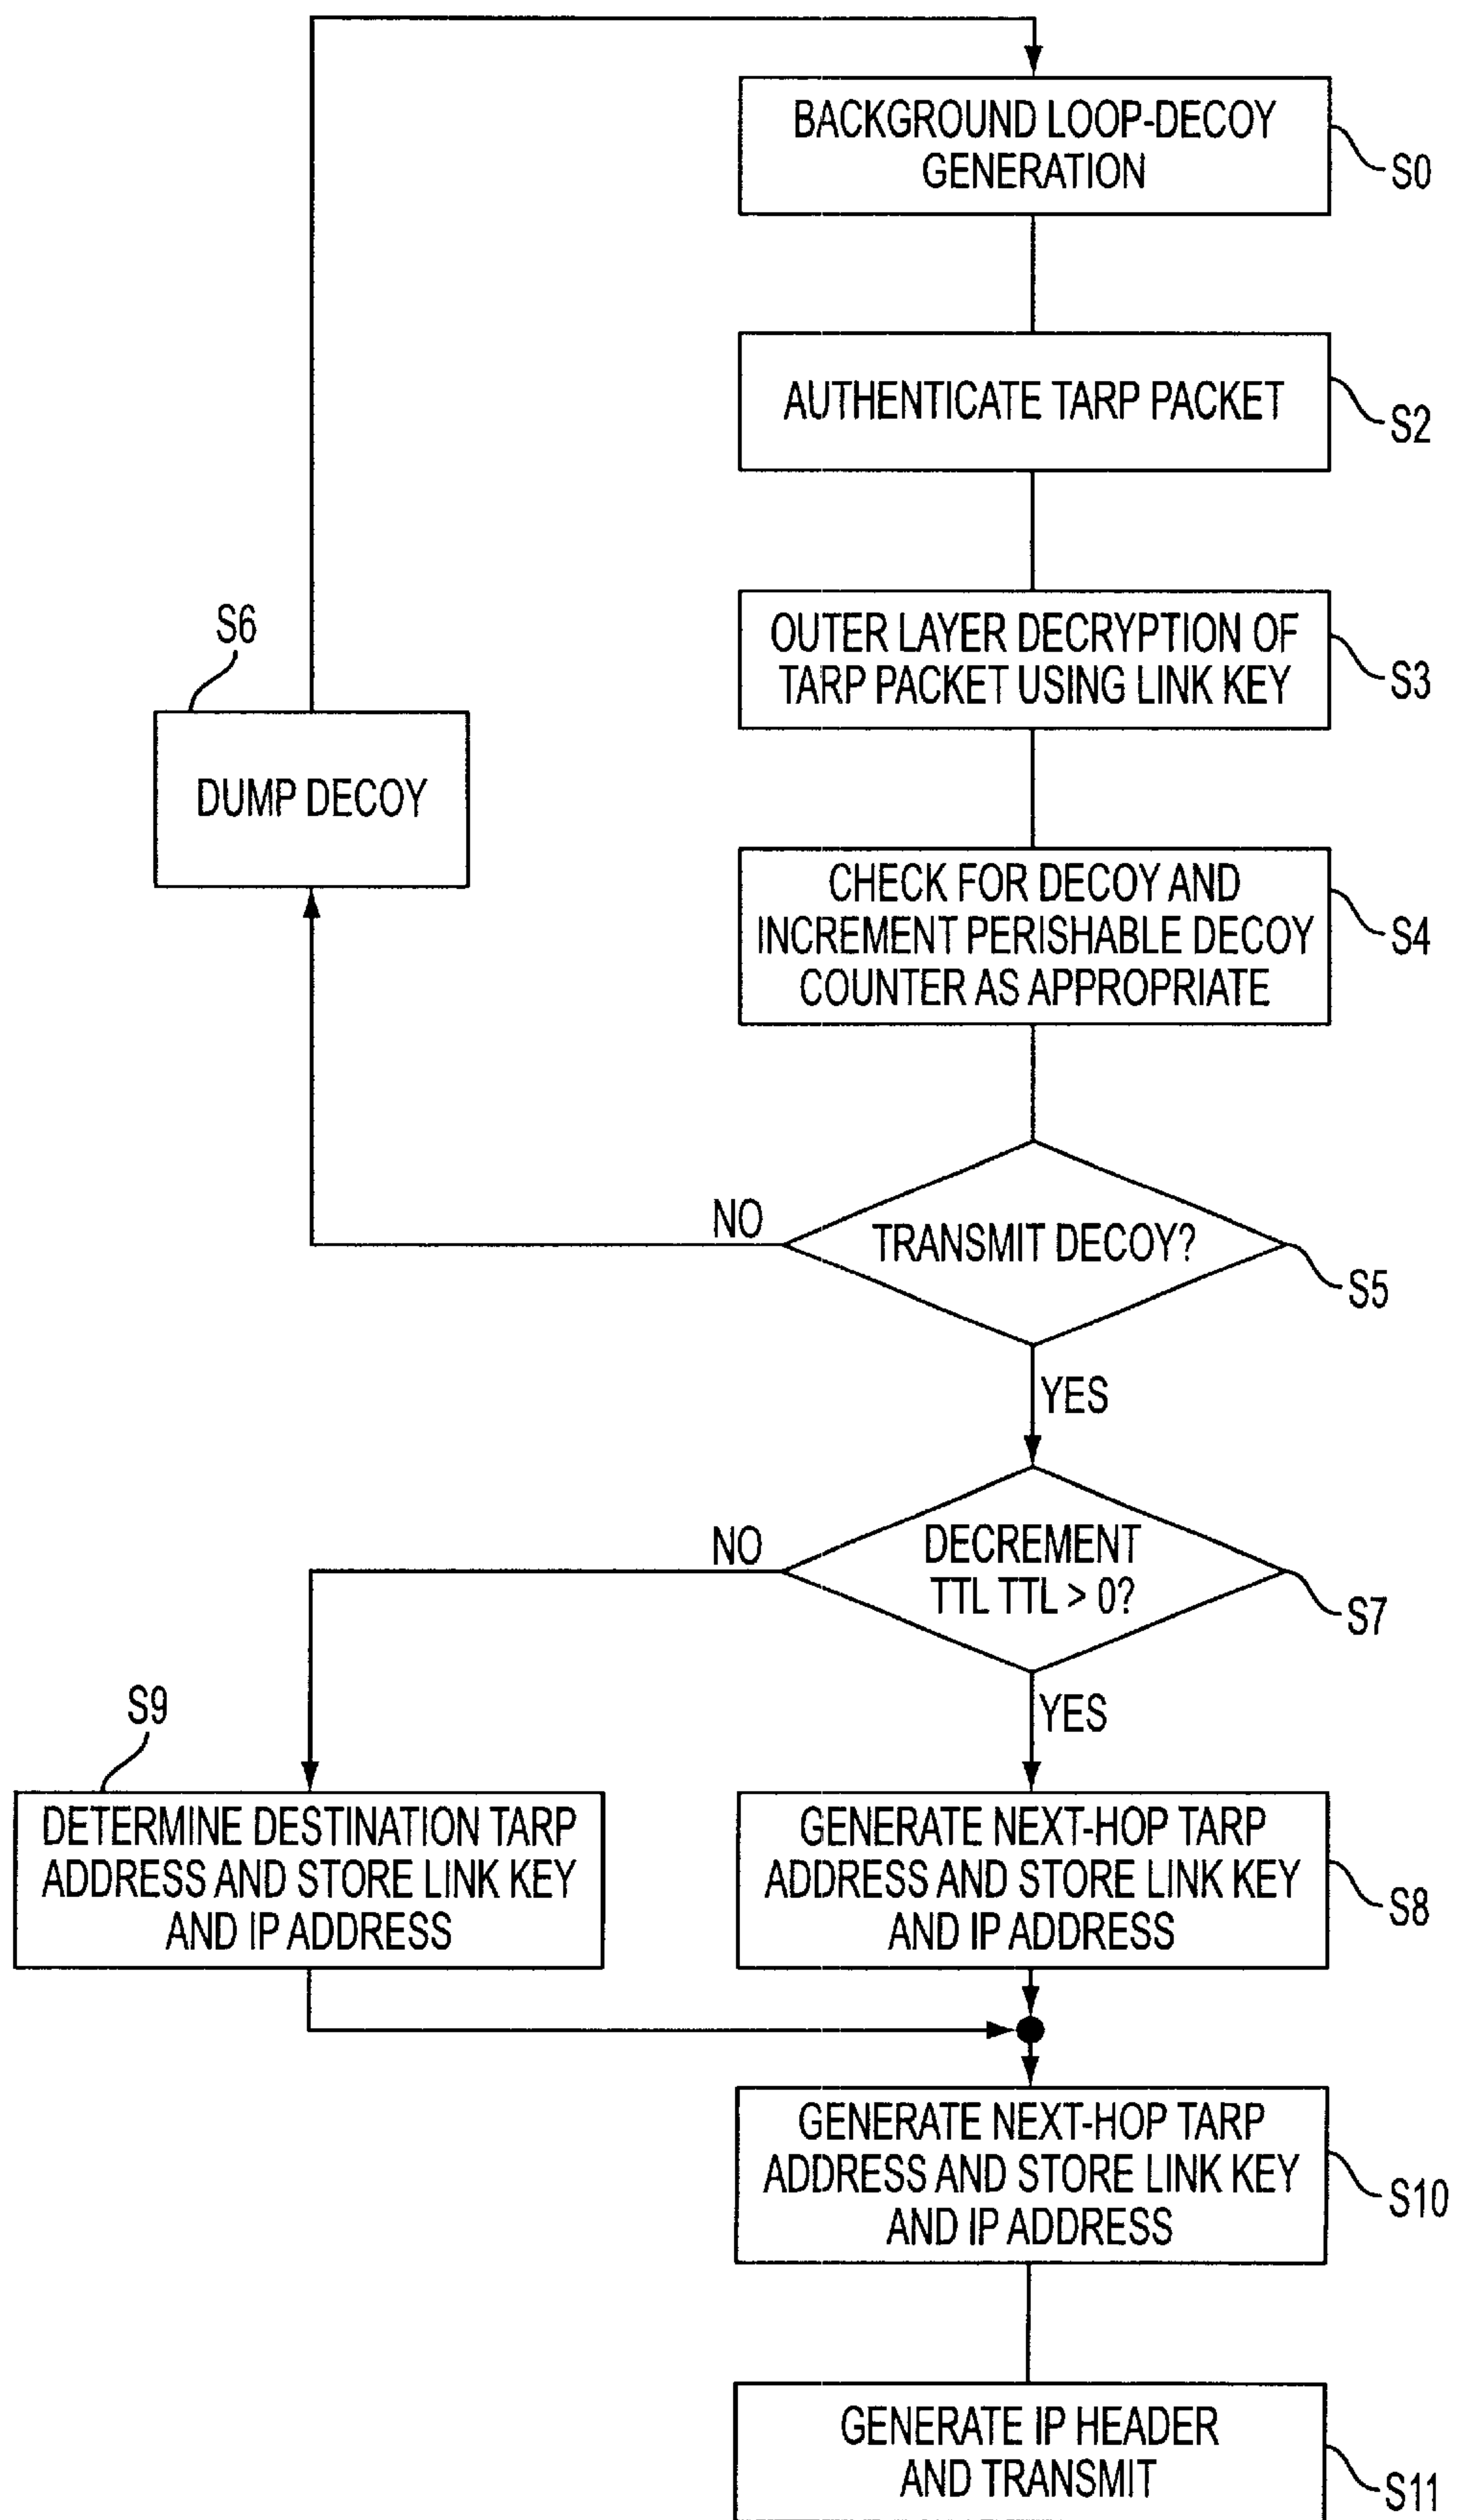 BACKGROUND LOOP-DECOY
GENERATION
S0
AUTHENTICATE TARP PACKET
S2
OUTER LAYER DECRYPTION OF
TARP PACKET USING LINK KEY
S3
S6
DUMP DECOY
CHECK FOR DECOY AND
INCREMENT PERISHABLE DECOY
COUNTER AS APPROPRIATE
S4
NO
TRANSMIT DECOY?
S5
YES
NO
DECREMENT
TTL TTL > 0?
S7
YES
S9
DETERMINE DESTINATION TARP
ADDRESS AND STORE LINK KEY
AND IP ADDRESS
GENERATE NEXT-HOP TARP
ADDRESS AND STORE LINK KEY
AND IP ADDRESS
S8
GENERATE NEXT-HOP TARP
ADDRESS AND STORE LINK KEY
AND IP ADDRESS
S10
GENERATE IP HEADER
AND TRANSMIT
S11